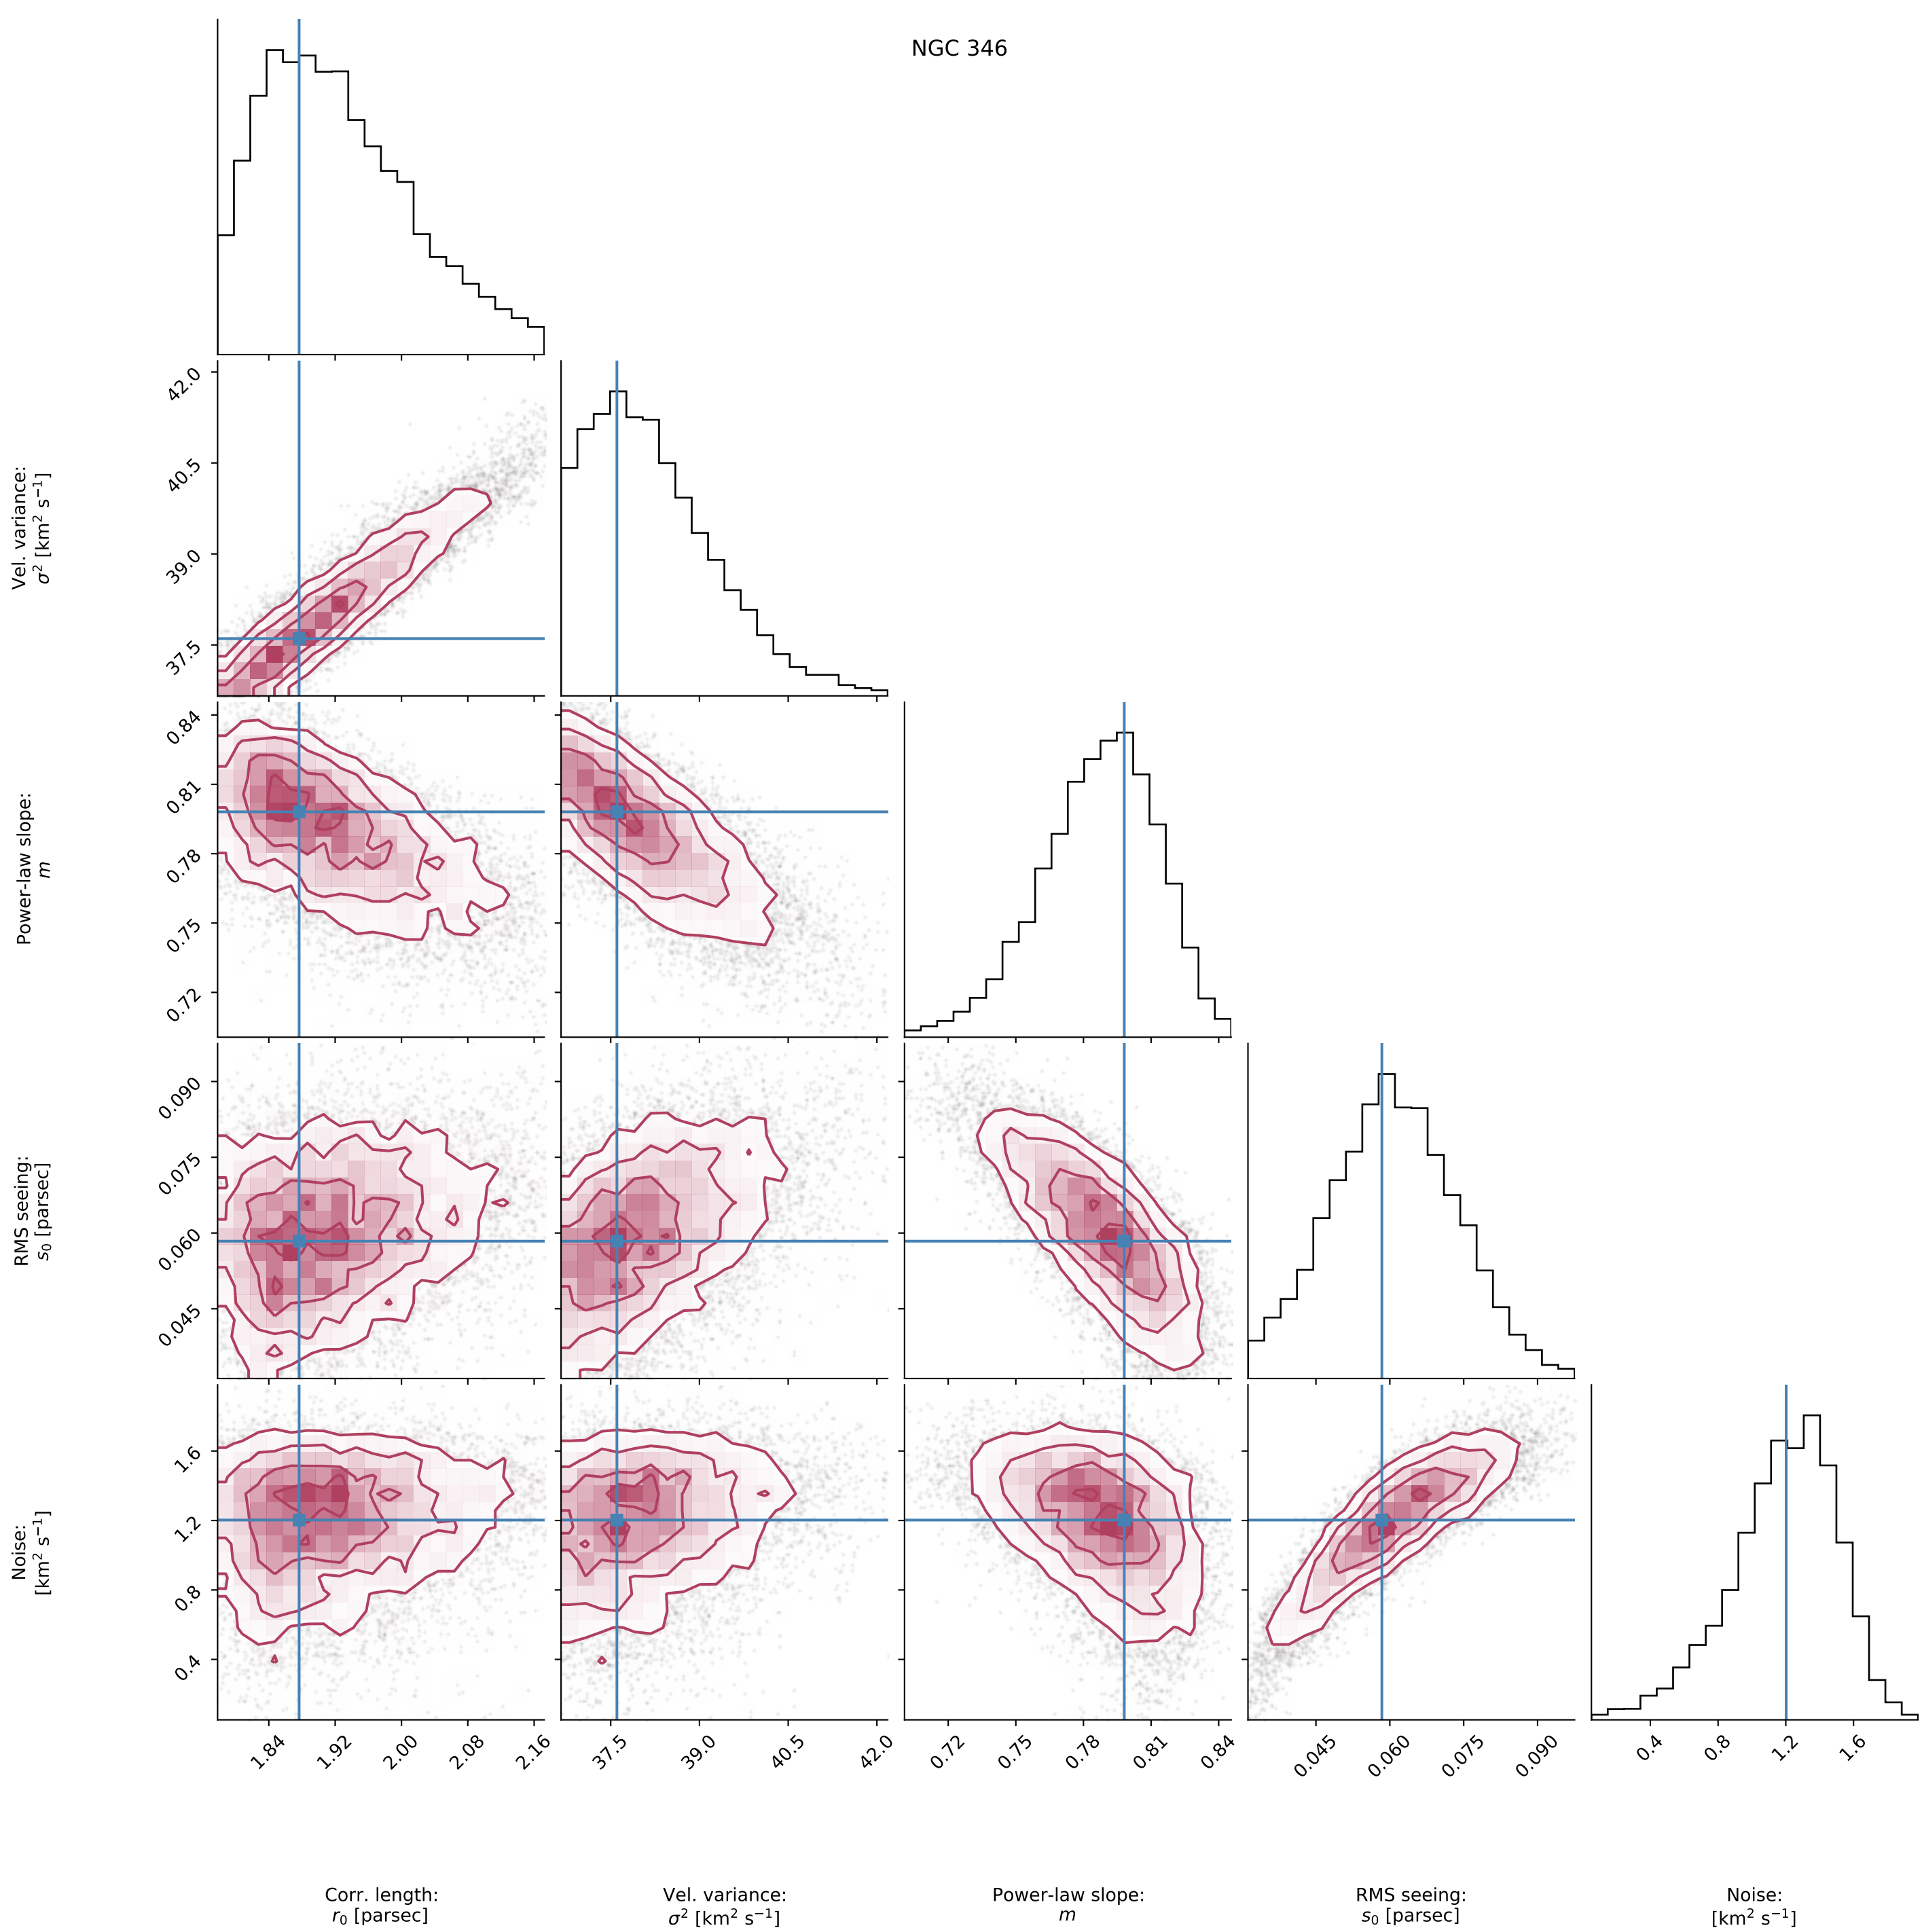 NGC 346
Vel. variance:
σ² [km² s⁻¹]
42.0
40.5
39.0
37.5
Power-law slope:
m
0.84
0.81
0.78
0.75
0.72
RMS seeing:
s₀ [parsec]
0.090
0.075
0.060
0.045
Noise:
[km² s⁻¹]
1.6
1.2
0.8
0.4
1.84 1.92 2.00 2.08 2.16 37.5 39.0 40.5 42.0 0.72 0.75 0.78 0.81 0.84 0.045 0.060 0.075 0.090 0.4 0.8 1.2 1.6
Corr. length: Vel. variance: Power-law slope: RMS seeing: Noise:
r₀ [parsec] σ² [km² s⁻¹] m s₀ [parsec] [km² s⁻¹]